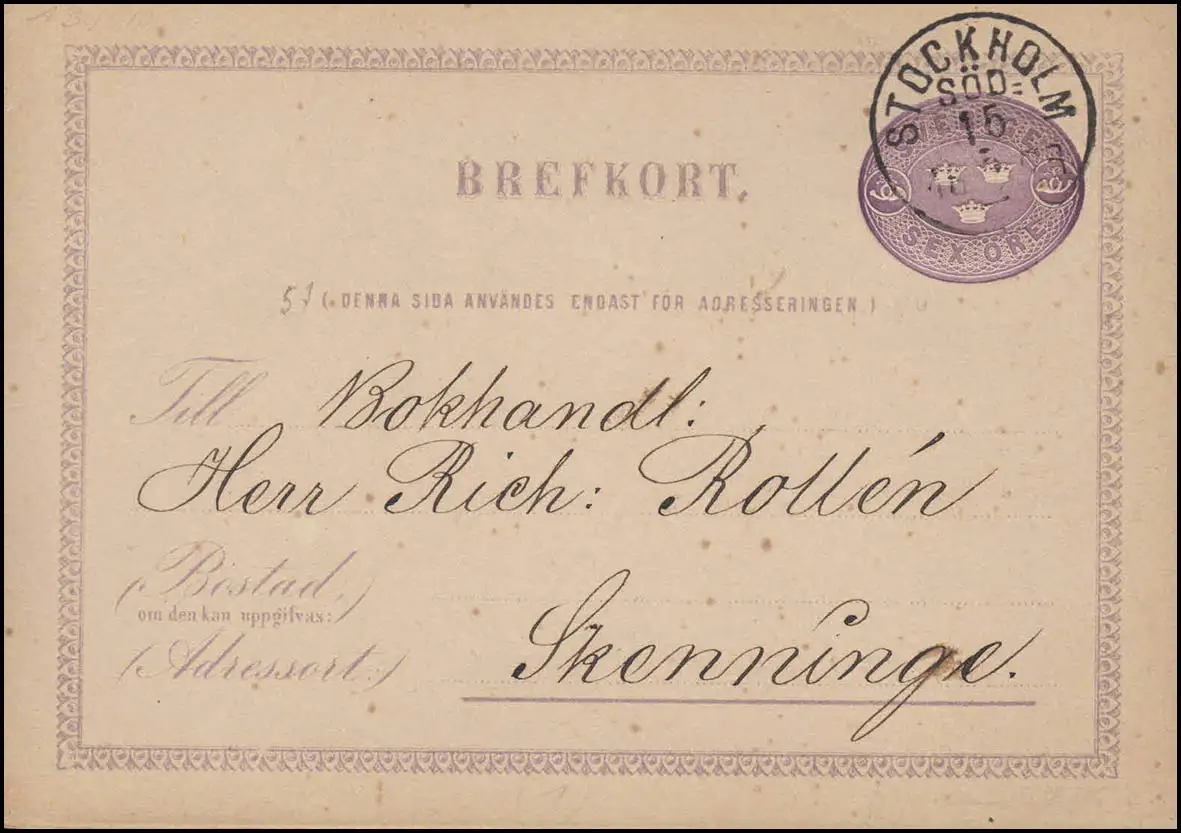 STOCKHOLM
SÖD=
15
BREFKORT.
SEX ÖRE
(DENNA SIDA ANVÄNDES ENDAST FÖR ADRESSERINGEN.)
Till Bokhandl:
Herr Rich: Rollén
(Bostad,
om den kan uppgifvas:)
(Adressort:) Skenninge.